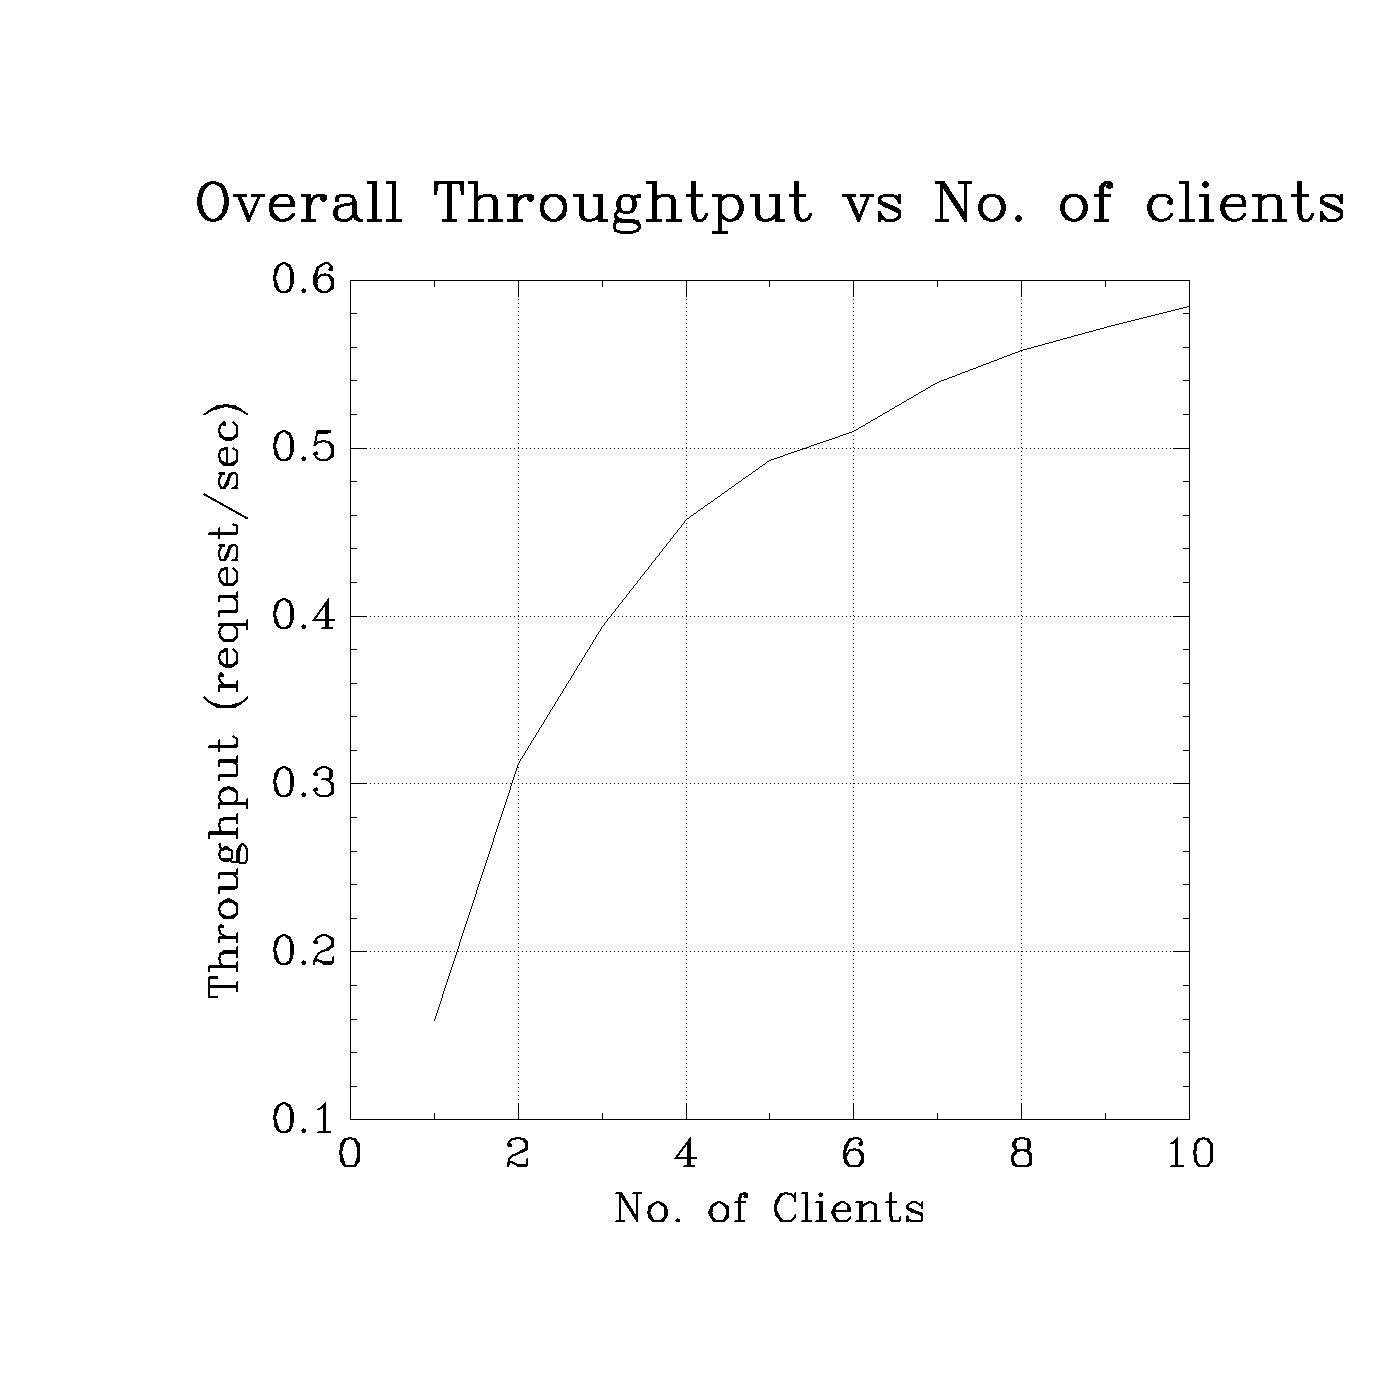 Overall Throughtput vs No. of clients
0.6
0.5
0.4
0.3
0.2
0.1
Throughput (request/sec)
0 2 4 6 8 10
No. of Clients